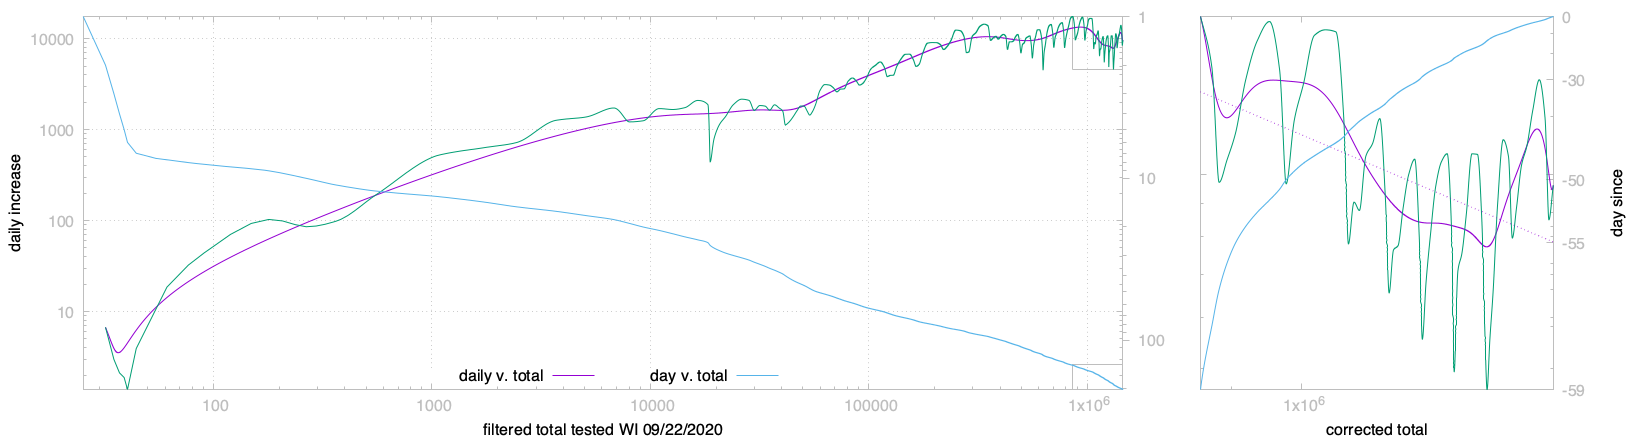 daily increase
10000
1000
100
10
1
10
100
daily v. total
day v. total
100
1000
10000
100000
1x10⁶
filtered total tested WI 09/22/2020
0
-30
-50
-55
-59
day since
1x10⁶
corrected total